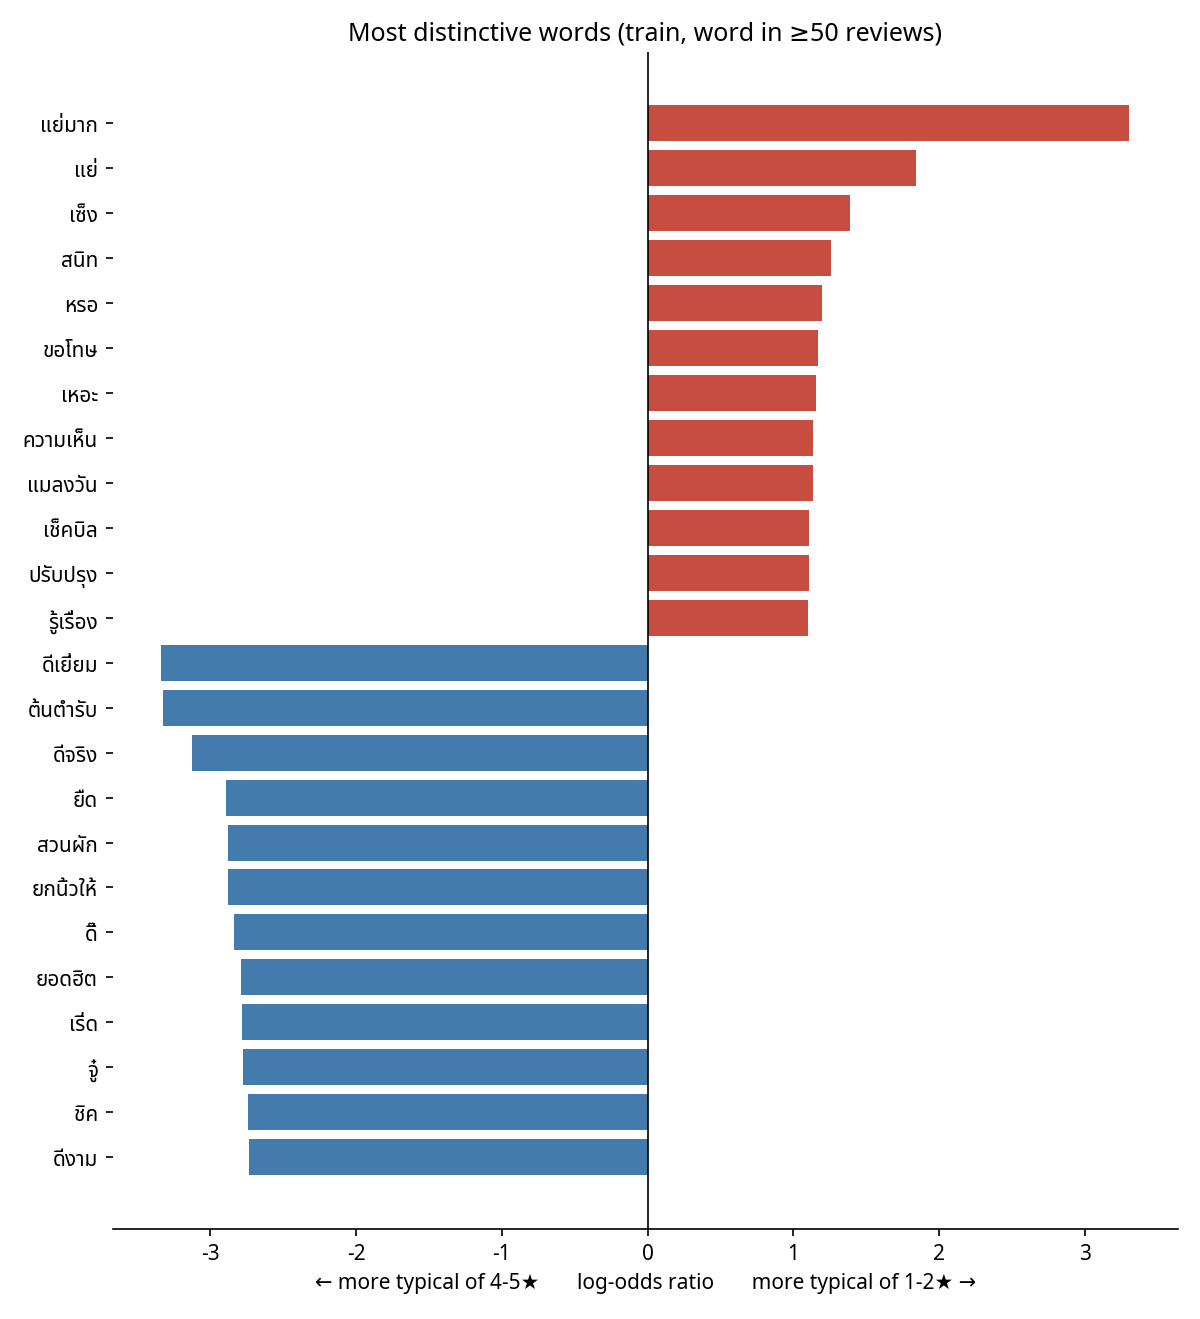 Most distinctive words (train, word in ≥50 reviews)
แย่มาก
แย่
เซ็ง
สนิท
หรอ
ขอโทษ
เหอะ
ความเห็น
แมลงวัน
เช็คบิล
ปรับปรุง
รู้เรื่อง
ดีเยี่ยม
ต้นตำรับ
ดีจริง
ยืด
สวนผัก
ยกนิ้วให้
ดี๊
ยอดฮิต
เริ่ด
จู๋
ชิค
ดีงาม
-3 -2 -1 0 1 2 3
← more typical of 4-5★ log-odds ratio more typical of 1-2★ →